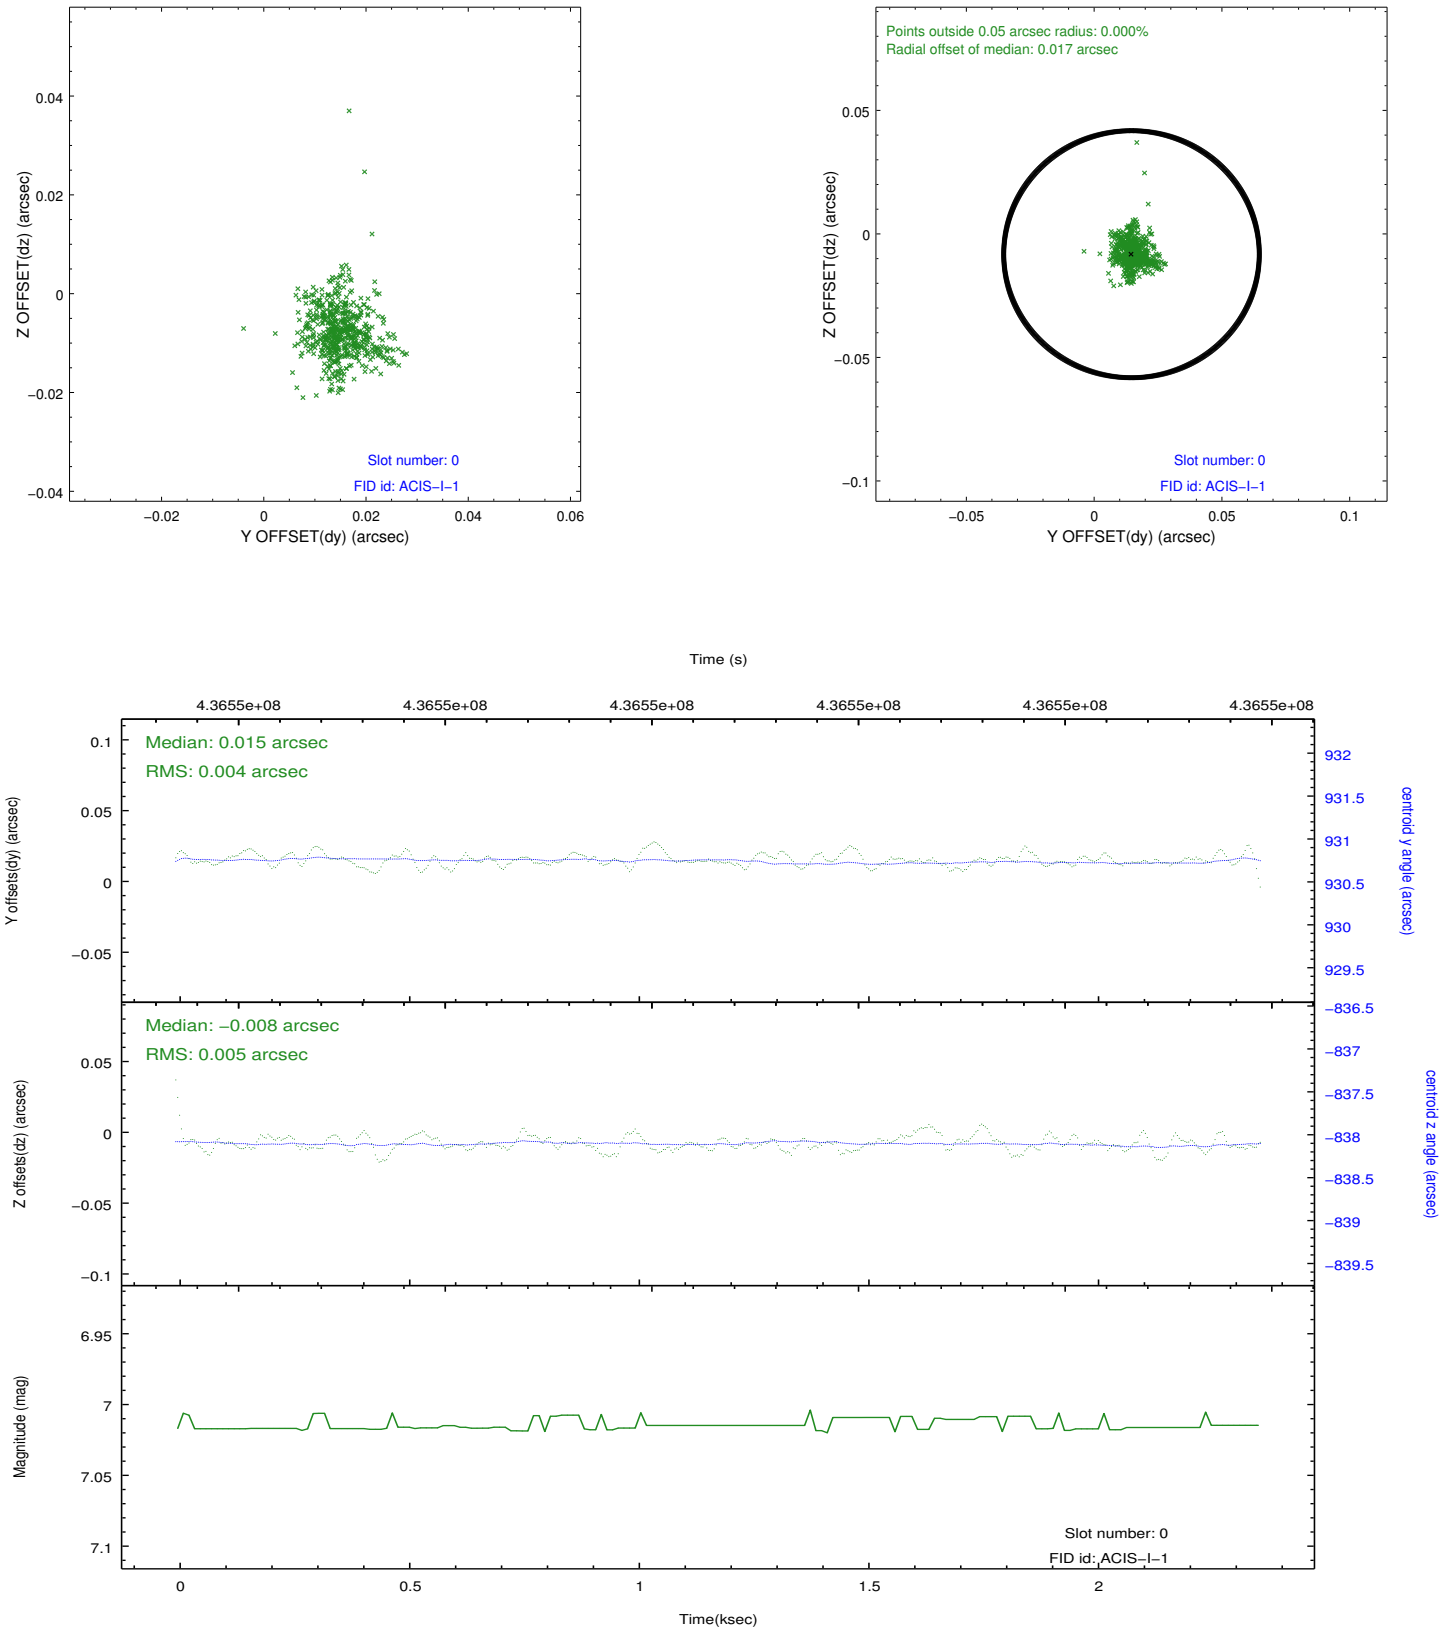 0.04
0.02
0
−0.02
−0.04
Z OFFSET(dz) (arcsec)
Slot number: 0
FID id: ACIS−I−1
−0.02 0 0.02 0.04 0.06
Y OFFSET(dy) (arcsec)
Points outside 0.05 arcsec radius: 0.000%
Radial offset of median: 0.017 arcsec
0.05
0
−0.05
−0.1
Z OFFSET(dz) (arcsec)
Slot number: 0
FID id: ACIS−I−1
−0.05 0 0.05 0.1
Y OFFSET(dy) (arcsec)
Time (s)
4.3655e+08 4.3655e+08 4.3655e+08 4.3655e+08 4.3655e+08 4.3655e+08
Median: 0.015 arcsec
RMS: 0.004 arcsec
0.1
0.05
0
−0.05
Y offsets(dy) (arcsec)
932
931.5
931
930.5
930
929.5
centroid y angle (arcsec)
Median: −0.008 arcsec
RMS: 0.005 arcsec
0.05
0
−0.05
−0.1
Z offsets(dz) (arcsec)
−836.5
−837
−837.5
−838
−838.5
−839
−839.5
centroid z angle (arcsec)
6.95
7
7.05
7.1
Magnitude (mag)
Slot number: 0
FID id: ACIS−I−1
0 0.5 1 1.5 2
Time(ksec)